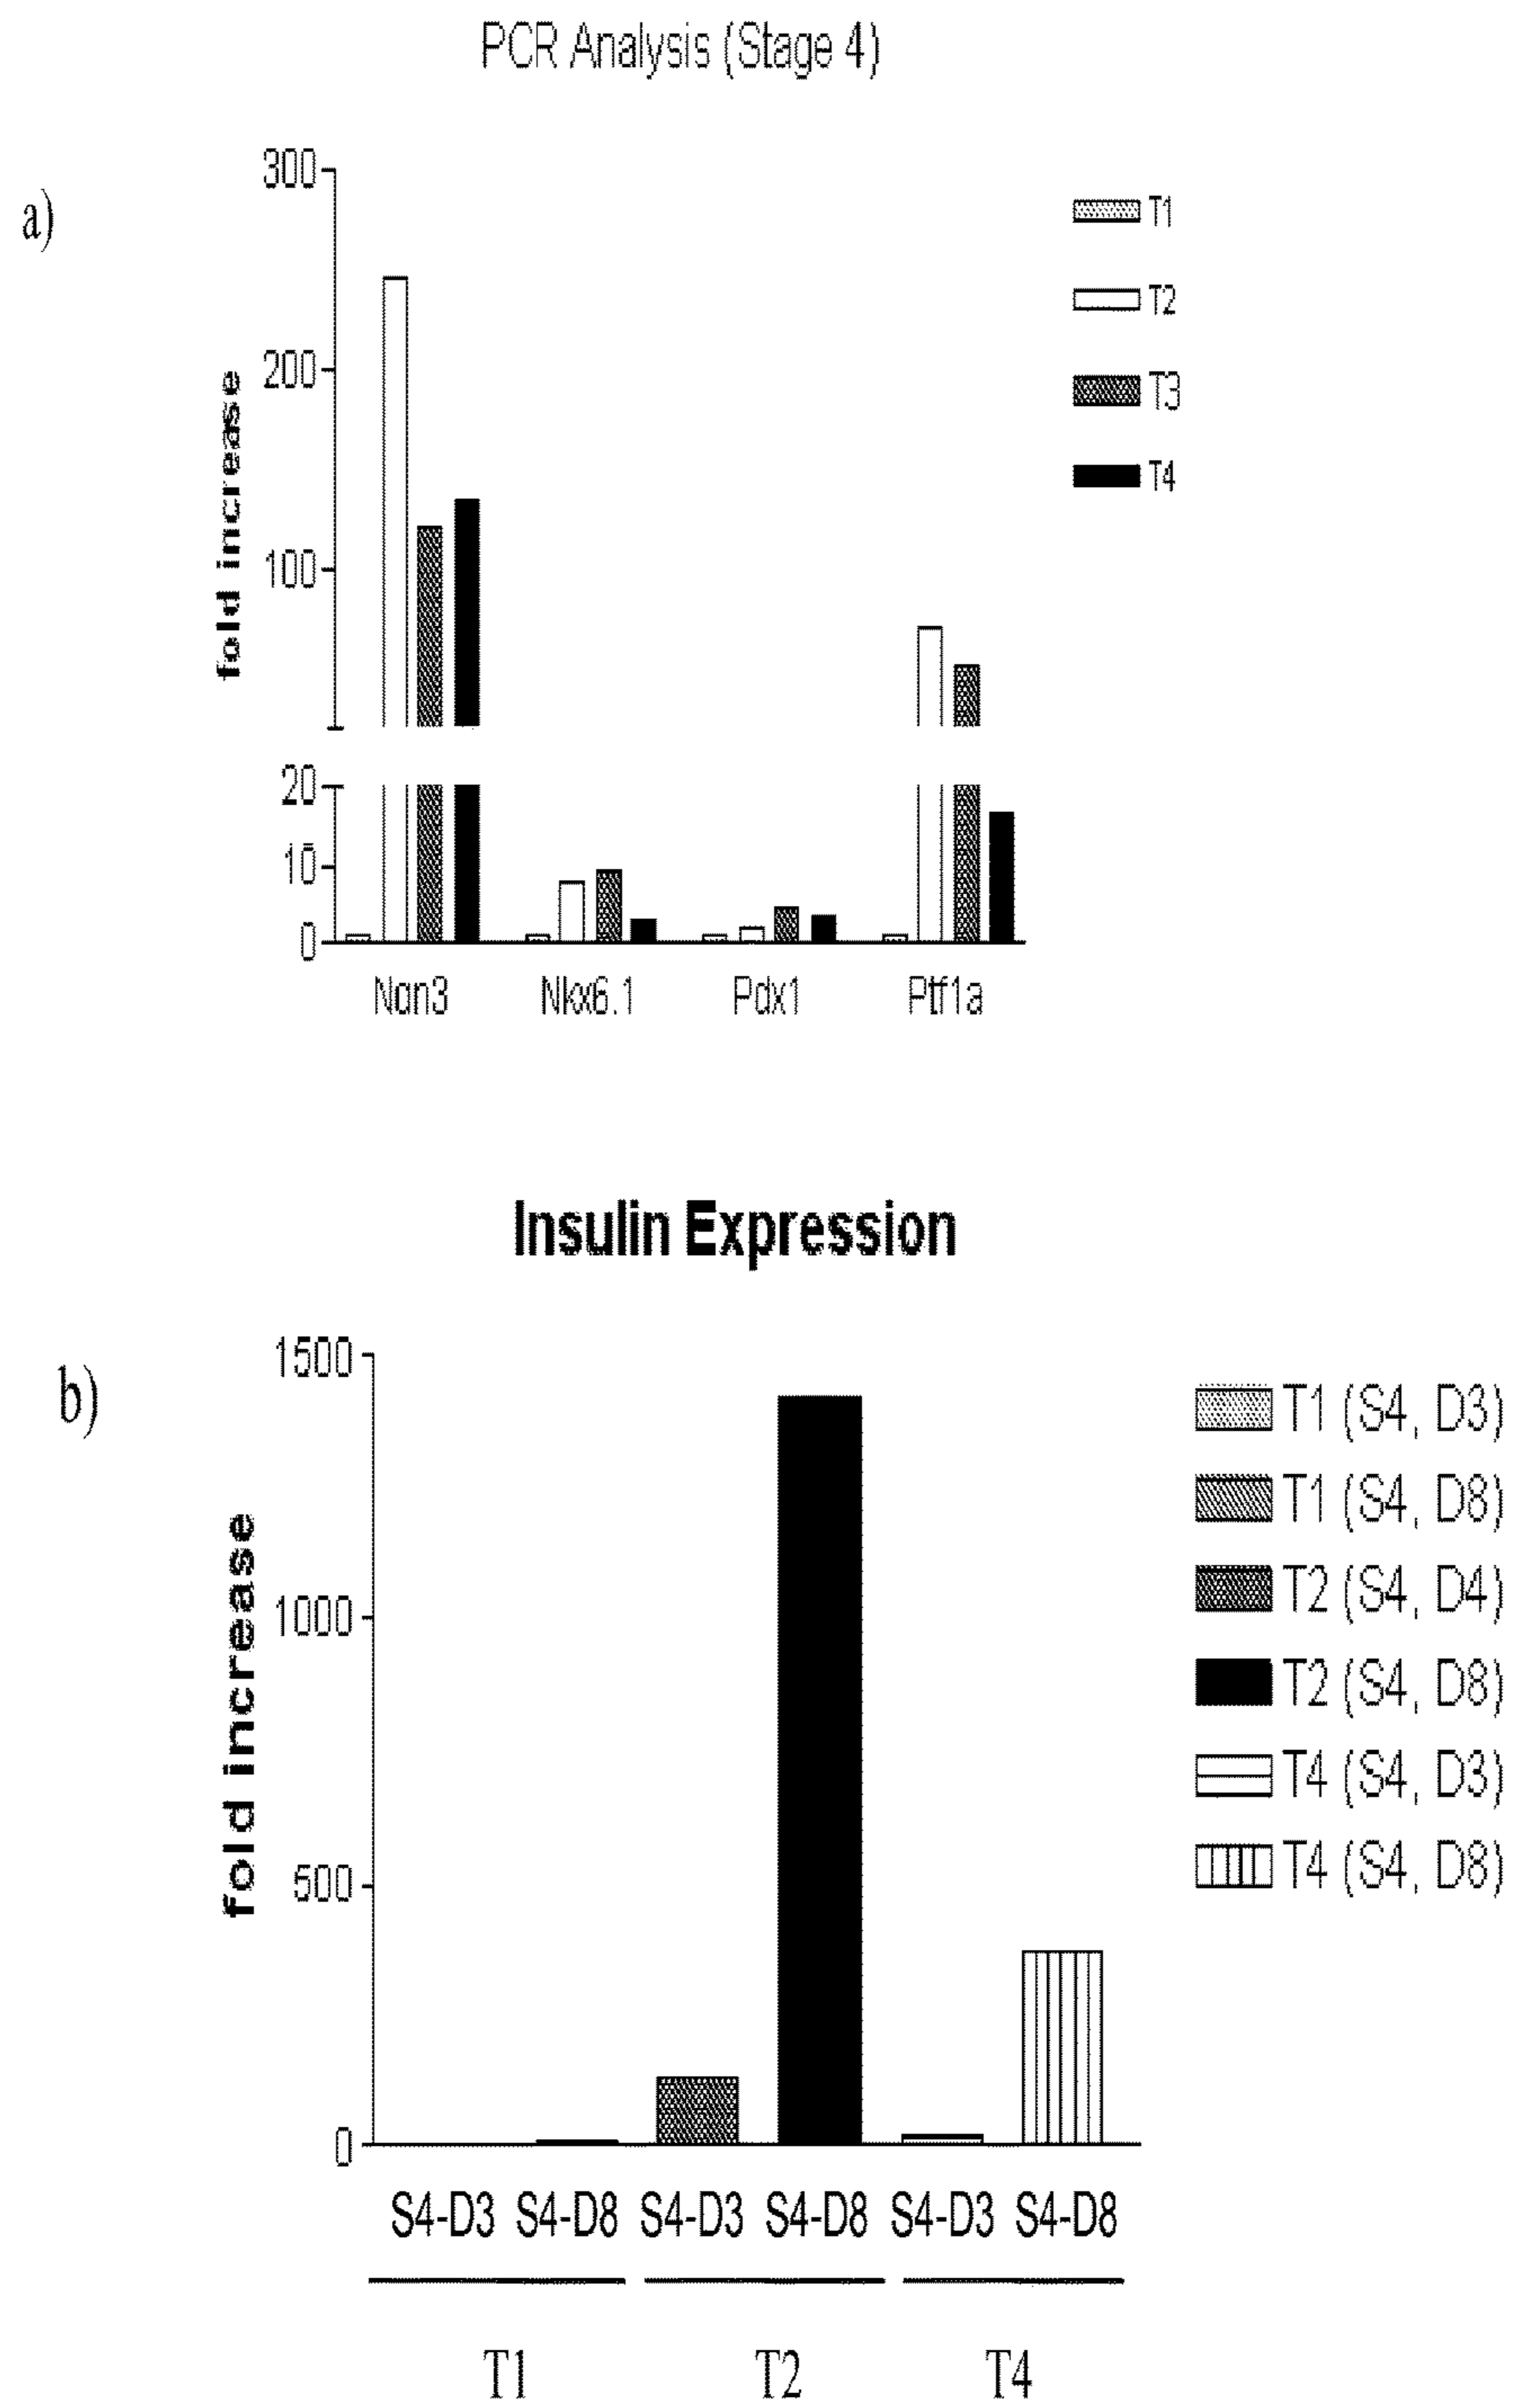 PCR Analysis (Stage 4)
a)
fold increase
300
200
100
20
10
0
T1
T2
T3
T4
Ngn3 Nkx6.1 Pdx1 Ptf1a
Insulin Expression
b)
fold increase
1500
1000
500
0
T1 (S4, D3)
T1 (S4, D8)
T2 (S4, D4)
T2 (S4, D8)
T4 (S4, D3)
T4 (S4, D8)
S4-D3 S4-D8 S4-D3 S4-D8 S4-D3 S4-D8
T1 T2 T4